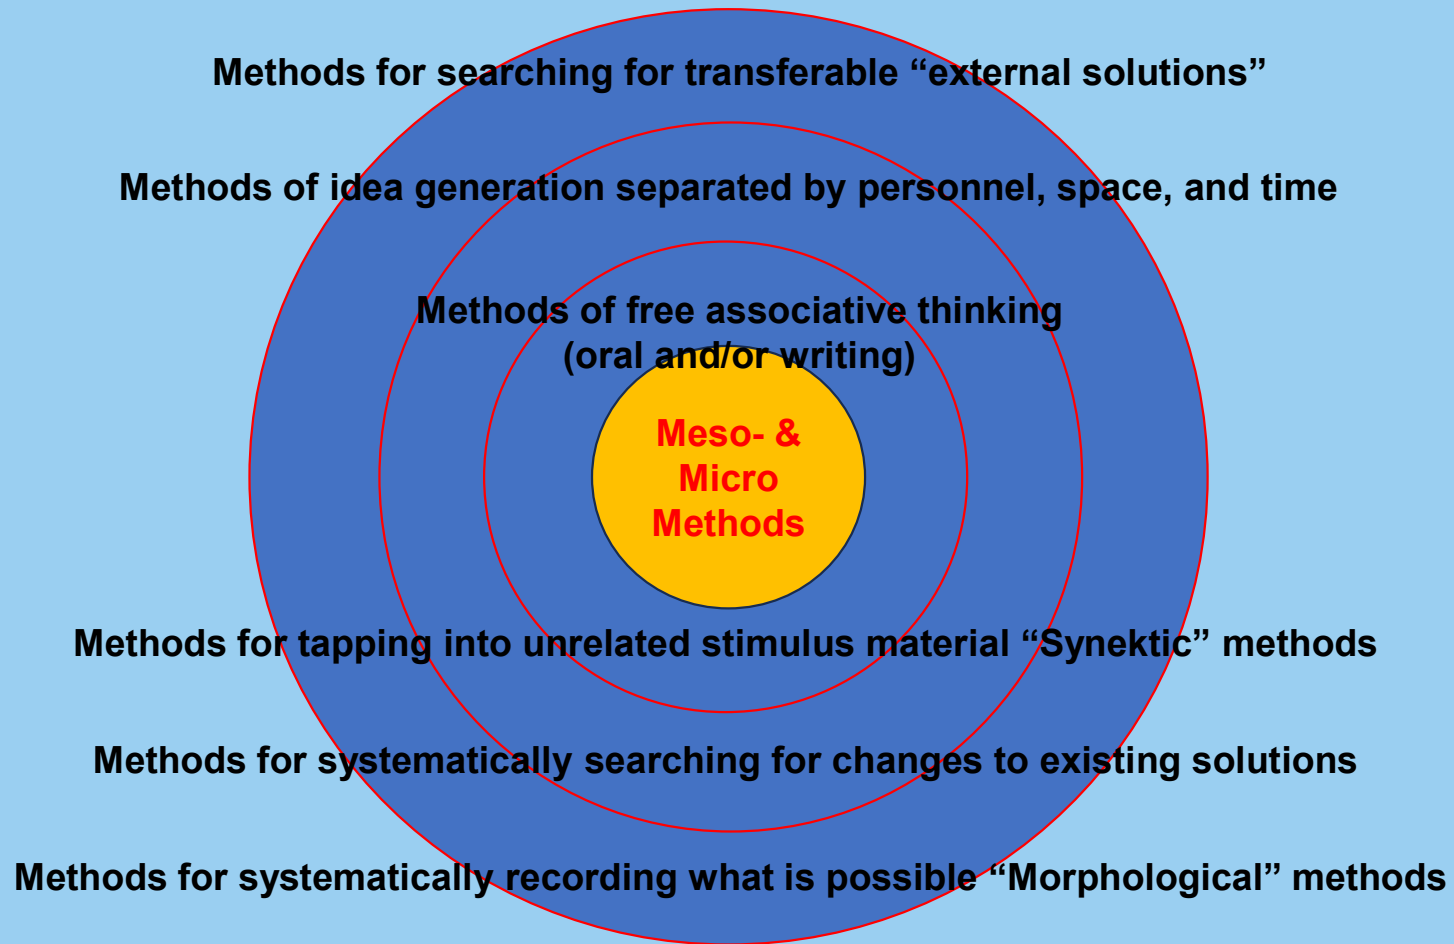 Methods for searching for transferable “external solutions”
Methods of idea generation separated by personnel, space, and time
Methods of free associative thinking
(oral and/or writing)
Meso- &
Micro
Methods
Methods for tapping into unrelated stimulus material “Synektic” methods
Methods for systematically searching for changes to existing solutions
Methods for systematically recording what is possible “Morphological” methods